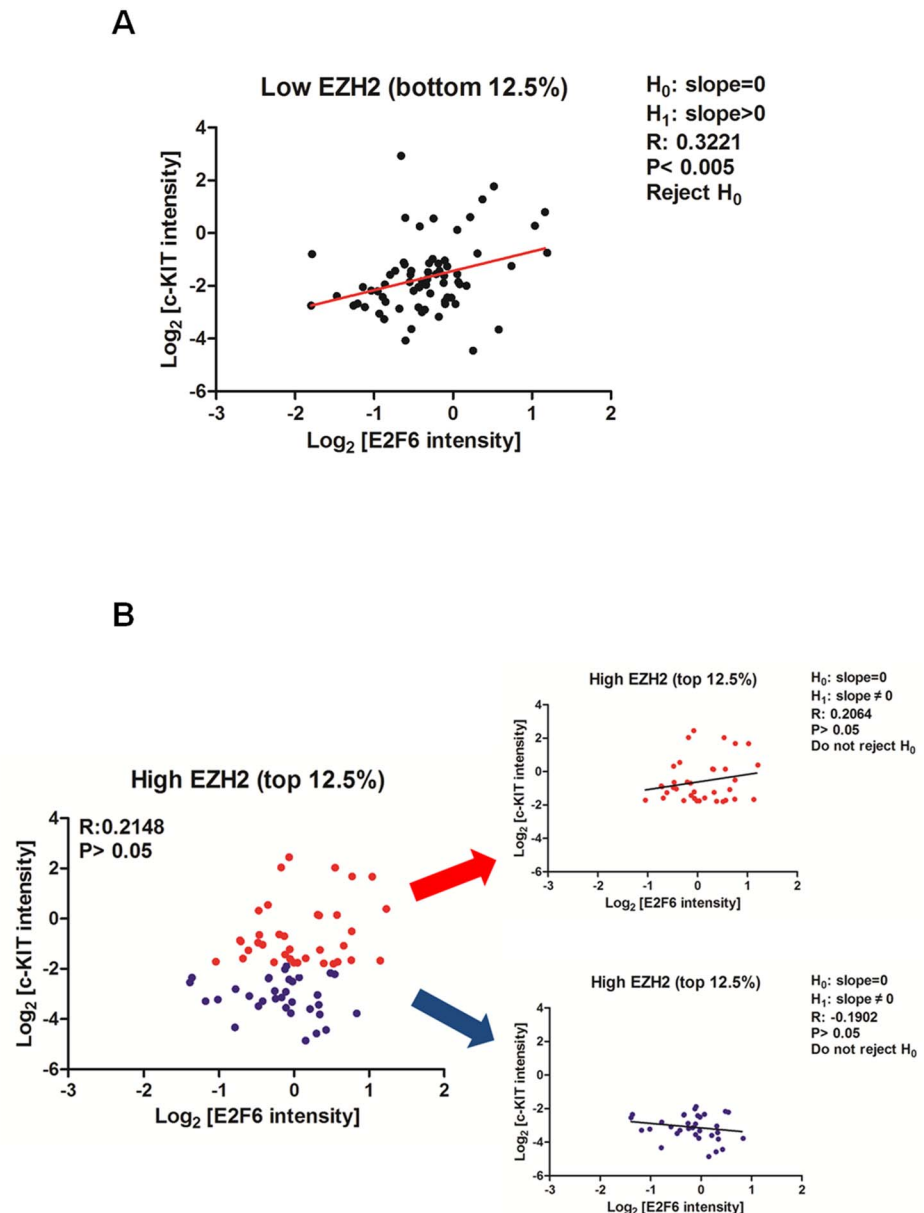 A
Low EZH2 (bottom 12.5%)
H₀: slope=0
H₁: slope>0
R: 0.3221
P< 0.005
Reject H₀
Log₂ [c-KIT intensity]
4
2
0
-2
-4
-6
-3
-2
-1
0
1
2
Log₂ [E2F6 intensity]
B
High EZH2 (top 12.5%)
R:0.2148
P> 0.05
Log₂ [c-KIT intensity]
4
2
0
-2
-4
-6
-3
-2
-1
0
1
2
Log₂ [E2F6 intensity]
High EZH2 (top 12.5%)
H₀: slope=0
H₁: slope ≠ 0
R: 0.2064
P> 0.05
Do not reject H₀
Log₂ [c-KIT intensity]
4
2
0
-2
-4
-6
-3
-2
-1
0
1
2
Log₂ [E2F6 intensity]
High EZH2 (top 12.5%)
H₀: slope=0
H₁: slope ≠ 0
R: -0.1902
P> 0.05
Do not reject H₀
Log₂ [c-KIT intensity]
4
2
0
-2
-4
-6
-3
-2
-1
0
1
2
Log₂ [E2F6 intensity]